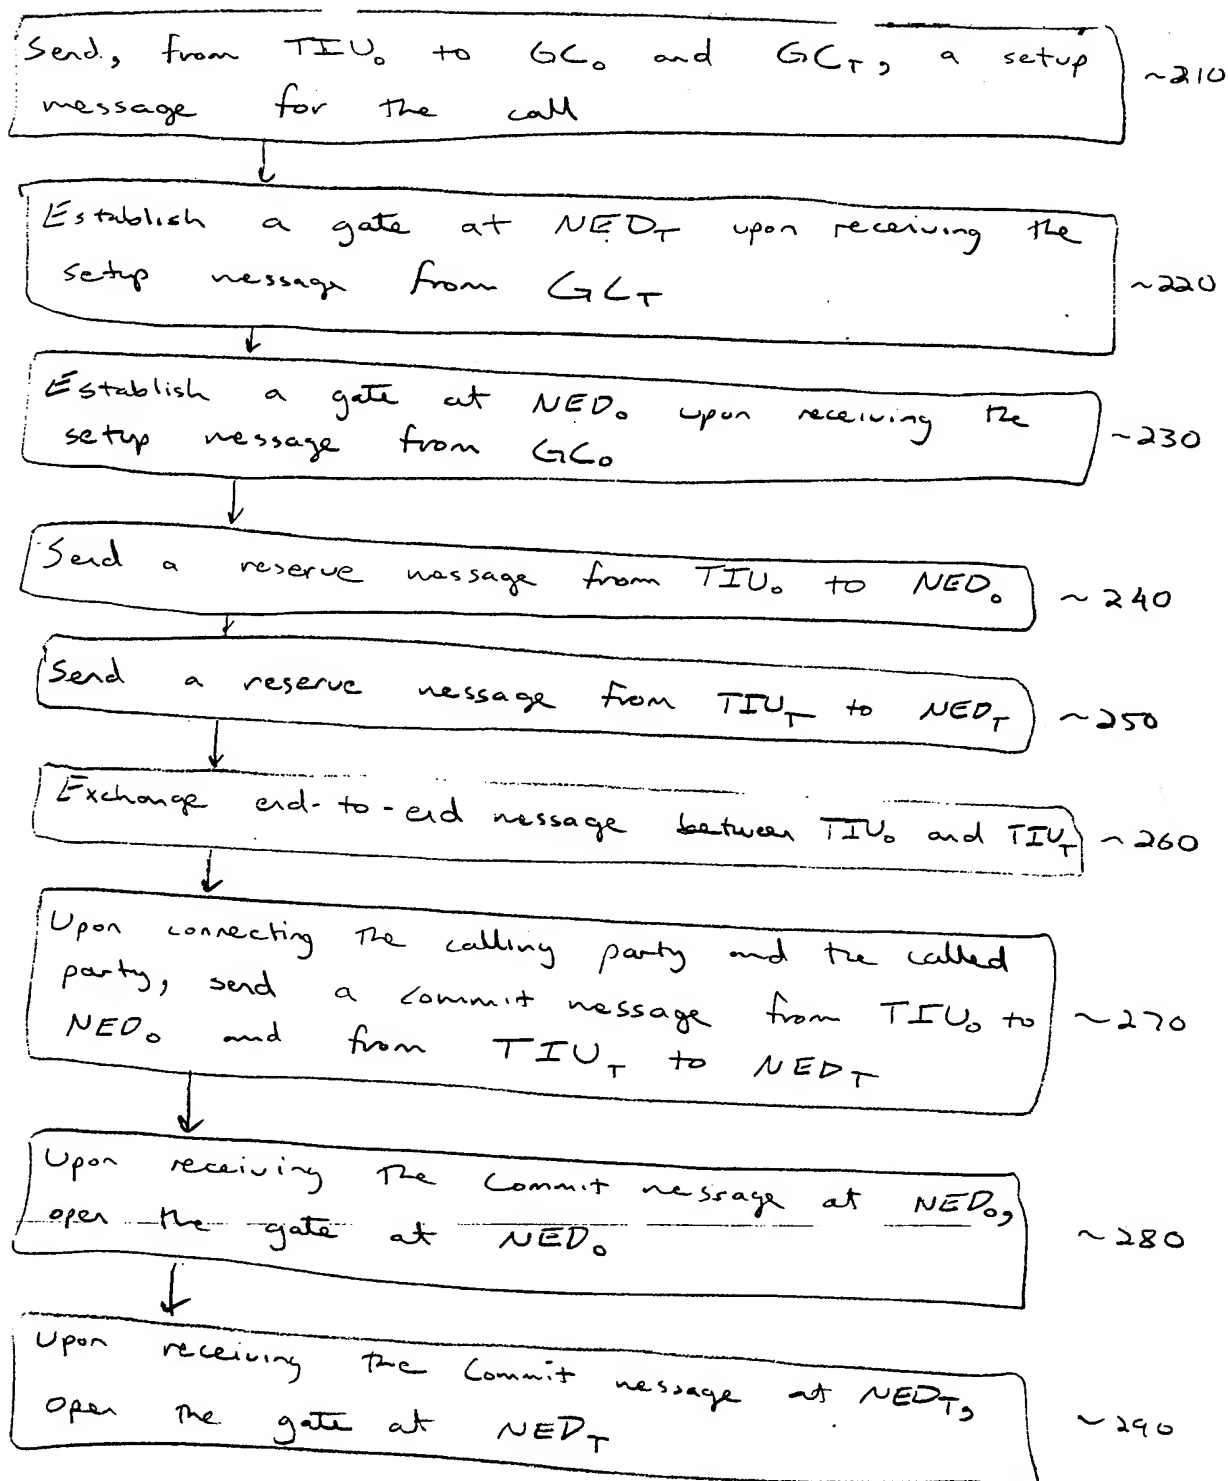 Send, from TIU₀ to GC₀ and GC_T, a setup ~210
message for the call
Establish a gate at NED_T upon receiving the
setup message from GC_T ~220
Establish a gate at NED₀ upon receiving the
setup message from GC₀ ~230
Send a reserve message from TIU₀ to NED₀ ~240
Send a reserve message from TIU_T to NED_T ~250
Exchange end-to-end message between TIU₀ and TIU_T ~260
Upon connecting the calling party and the called
party, send a commit message from TIU₀ to ~270
NED₀ and from TIU_T to NED_T
Upon receiving the commit message at NED₀,
open the gate at NED₀ ~280
Upon receiving the commit message at NED_T,
open the gate at NED_T ~290